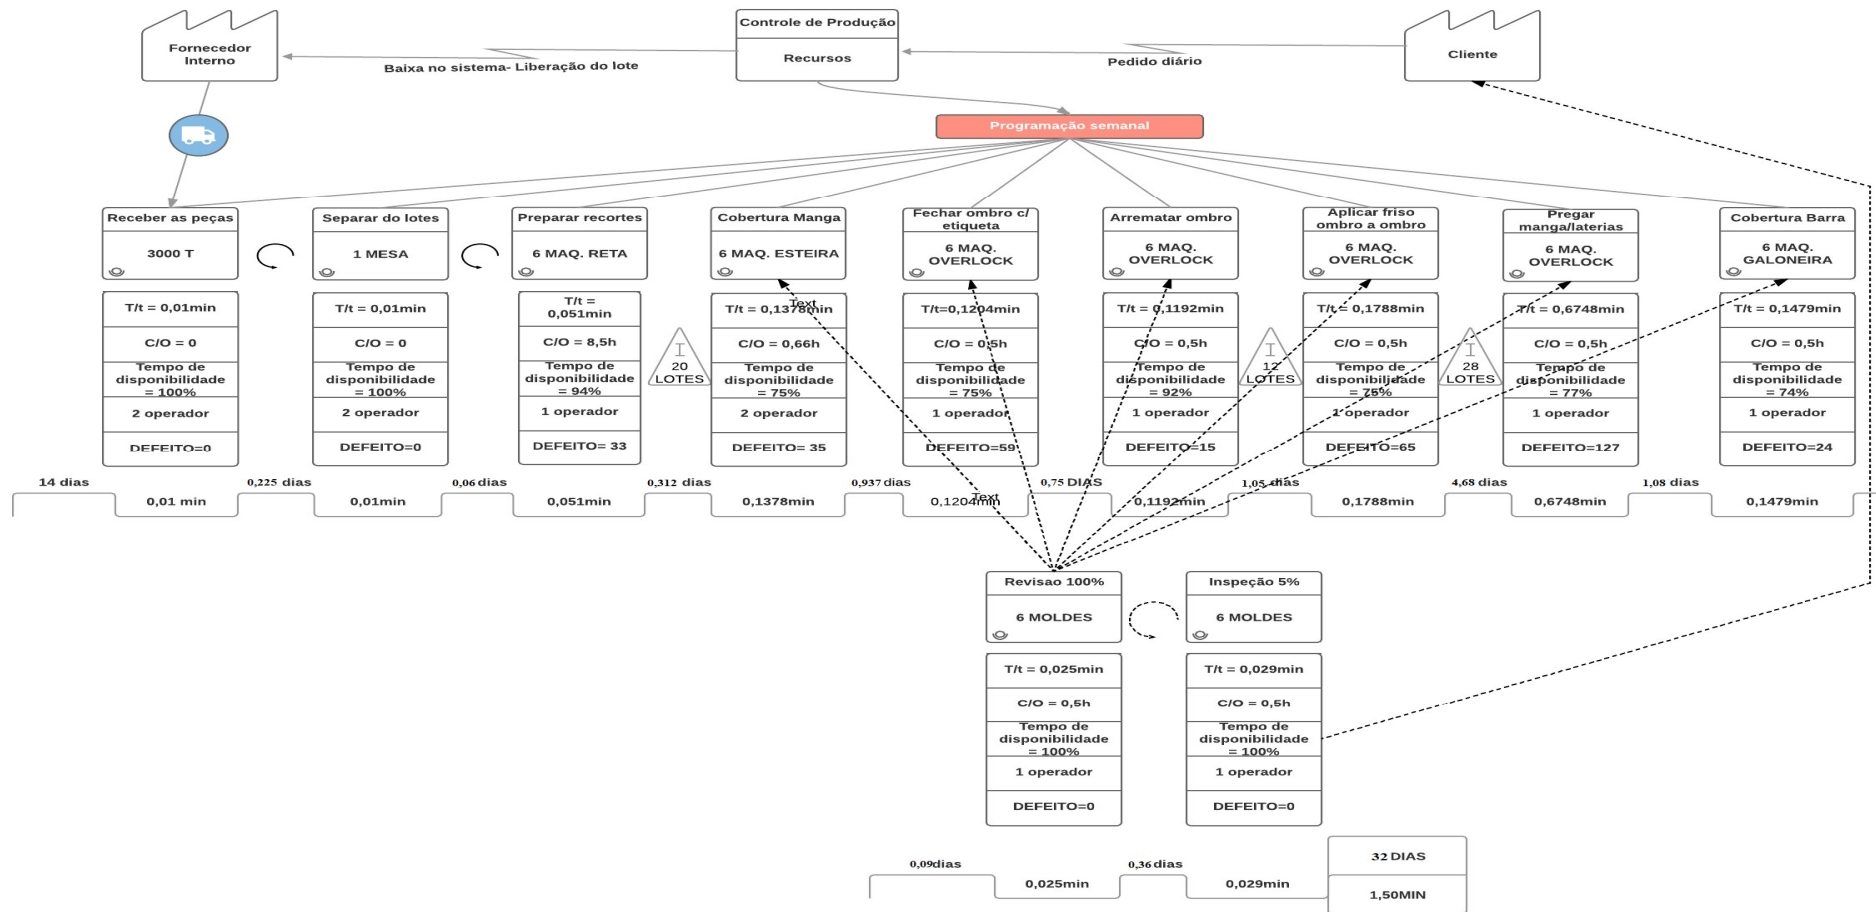 Fornecedor
Interno
Baixa no sistema- Liberação do lote
Controle de Produção
Recursos
Pedido diário
Cliente
Programação semanal
Receber as peças
3000 T
T/t = 0,01min
C/O = 0
Tempo de
disponibilidade
= 100%
2 operador
DEFEITO=0
Separar do lotes
1 MESA
T/t = 0,01min
C/O = 0
Tempo de
disponibilidade
= 100%
2 operador
DEFEITO=0
Preparar recortes
6 MAQ. RETA
T/t =
0,051min
C/O = 8,5h
Tempo de
disponibilidade
= 94%
1 operador
DEFEITO= 33
I
20
LOTES
Cobertura Manga
6 MAQ. ESTEIRA
Text
T/t = 0,1378min
C/O = 0,66h
Tempo de
disponibilidade
= 75%
2 operador
DEFEITO= 35
Fechar ombro c/
etiqueta
6 MAQ.
OVERLOCK
T/t=0,1204min
C/O = 0,5h
Tempo de
disponibilidade
= 75%
1 operador
DEFEITO=59
Arrematar ombro
6 MAQ.
OVERLOCK
T/t = 0,1192min
C/O = 0,5h
Tempo de
disponibilidade
= 92%
1 operador
DEFEITO=15
I
12
LOTES
Aplicar friso
ombro a ombro
6 MAQ.
OVERLOCK
T/t = 0,1788min
C/O = 0,5h
Tempo de
disponibilidade
= 75%
1 operador
DEFEITO=65
I
28
LOTES
Pregar
manga/laterias
6 MAQ.
OVERLOCK
T/t = 0,6748min
C/O = 0,5h
Tempo de
disponibilidade
= 77%
1 operador
DEFEITO=127
Cobertura Barra
6 MAQ.
GALONEIRA
T/t = 0,1479min
C/O = 0,5h
Tempo de
disponibilidade
= 74%
1 operador
DEFEITO=24
14 dias
0,01 min
0,225 dias
0,01min
0,06 dias
0,051min
0,312 dias
0,1378min
0,937 dias
Text
0,1204min
0,75 DIAS
0,1192min
1,05 dias
0,1788min
4,68 dias
0,6748min
1,08 dias
0,1479min
Revisao 100%
6 MOLDES
T/t = 0,025min
C/O = 0,5h
Tempo de
disponibilidade
= 100%
1 operador
DEFEITO=0
Inspeção 5%
6 MOLDES
T/t = 0,029min
C/O = 0,5h
Tempo de
disponibilidade
= 100%
1 operador
DEFEITO=0
0,09dias
0,025min
0,36 dias
0,029min
32 DIAS
1,50MIN